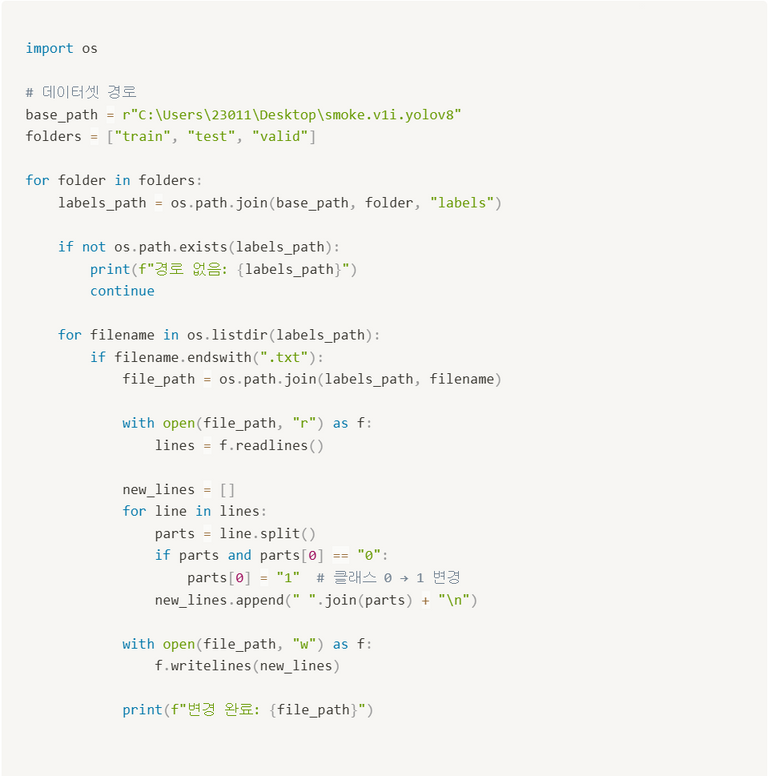 import os
# 데이터셋 경로
base_path = r"C:\Users\23011\Desktop\smoke.v1i.yolov8"
folders = ["train", "test", "valid"]
for folder in folders:
    labels_path = os.path.join(base_path, folder, "labels")
    if not os.path.exists(labels_path):
        print(f"경로 없음: {labels_path}")
        continue
    for filename in os.listdir(labels_path):
        if filename.endswith(".txt"):
            file_path = os.path.join(labels_path, filename)
            with open(file_path, "r") as f:
                lines = f.readlines()
            new_lines = []
            for line in lines:
                parts = line.split()
                if parts and parts[0] == "0":
                    parts[0] = "1"  # 클래스 0 → 1 변경
                new_lines.append(" ".join(parts) + "\n")
            with open(file_path, "w") as f:
                f.writelines(new_lines)
            print(f"변경 완료: {file_path}")